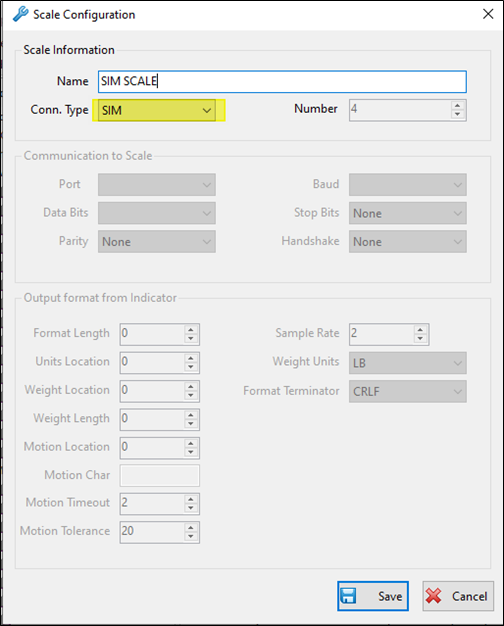 Scale Configuration
Scale Information
Name SIM SCALE
Conn. Type SIM Number 4
Communication to Scale
Port Baud
Data Bits Stop Bits None
Parity None Handshake None
Output format from Indicator
Format Length 0 Sample Rate 2
Units Location 0 Weight Units LB
Weight Location 0 Format Terminator CRLF
Weight Length 0
Motion Location 0
Motion Char
Motion Timeout 2
Motion Tolerance 20
Save Cancel